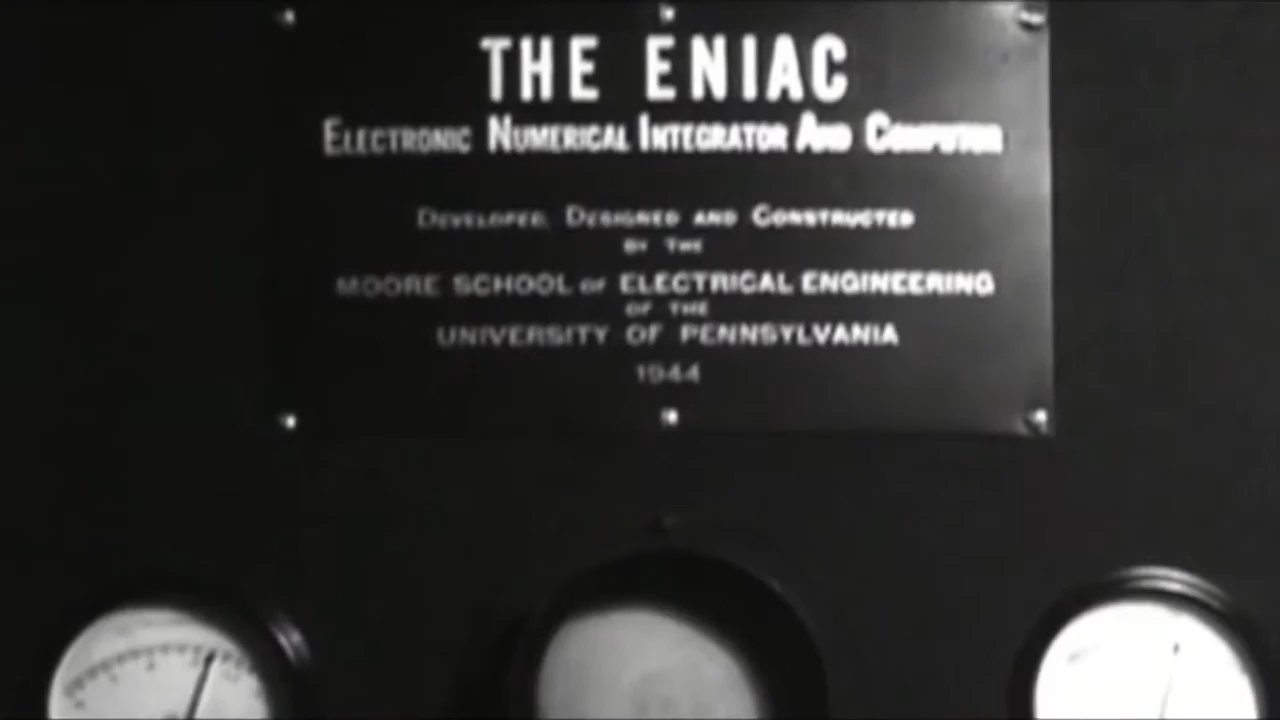 THE ENIAC
ELECTRONIC NUMERICAL INTEGRATOR AND COMPUTER
DEVELOPED, DESIGNED AND CONSTRUCTED
BY THE
MOORE SCHOOL OF ELECTRICAL ENGINEERING
OF THE
UNIVERSITY OF PENNSYLVANIA
1944